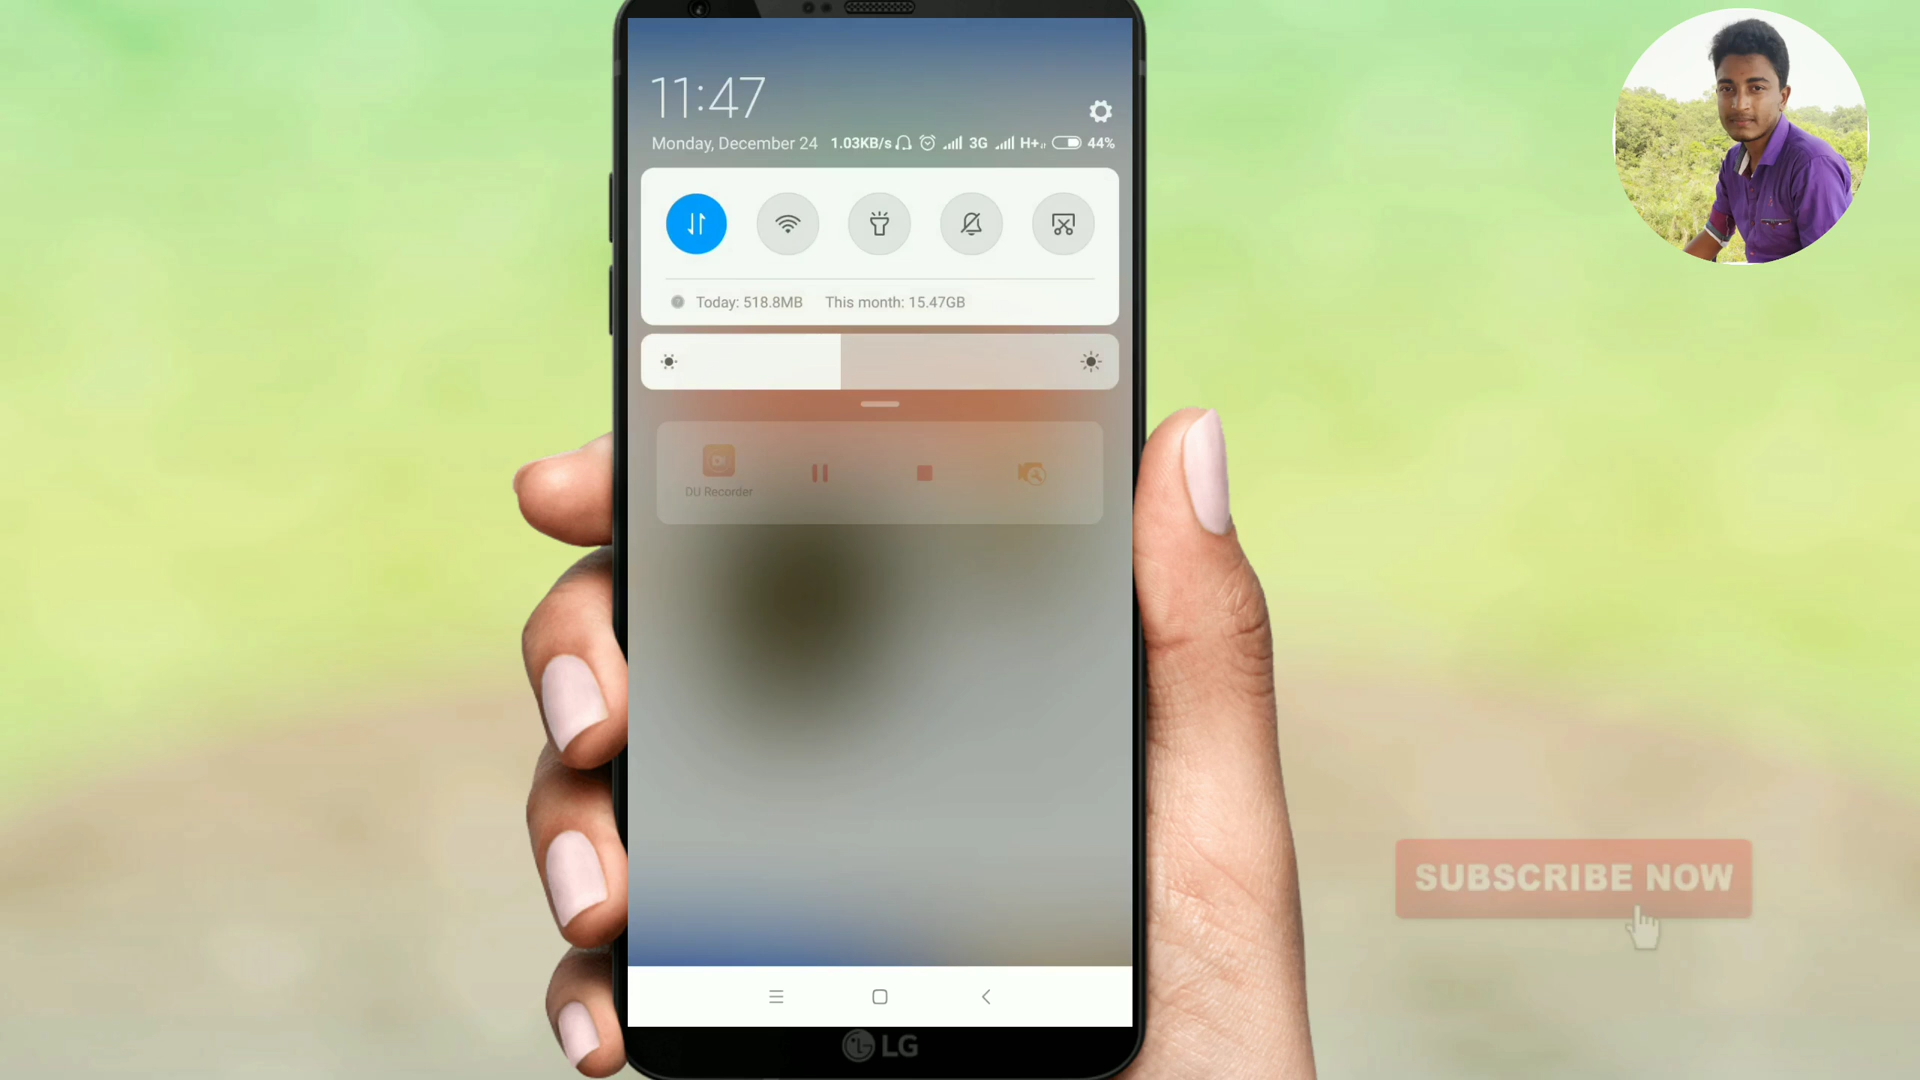 11:47
Monday, December 24 1.03KB/s 3G H+ 44%
Today: 518.8MB This month: 15.47GB
DU Recorder
SUBSCRIBE NOW
LG